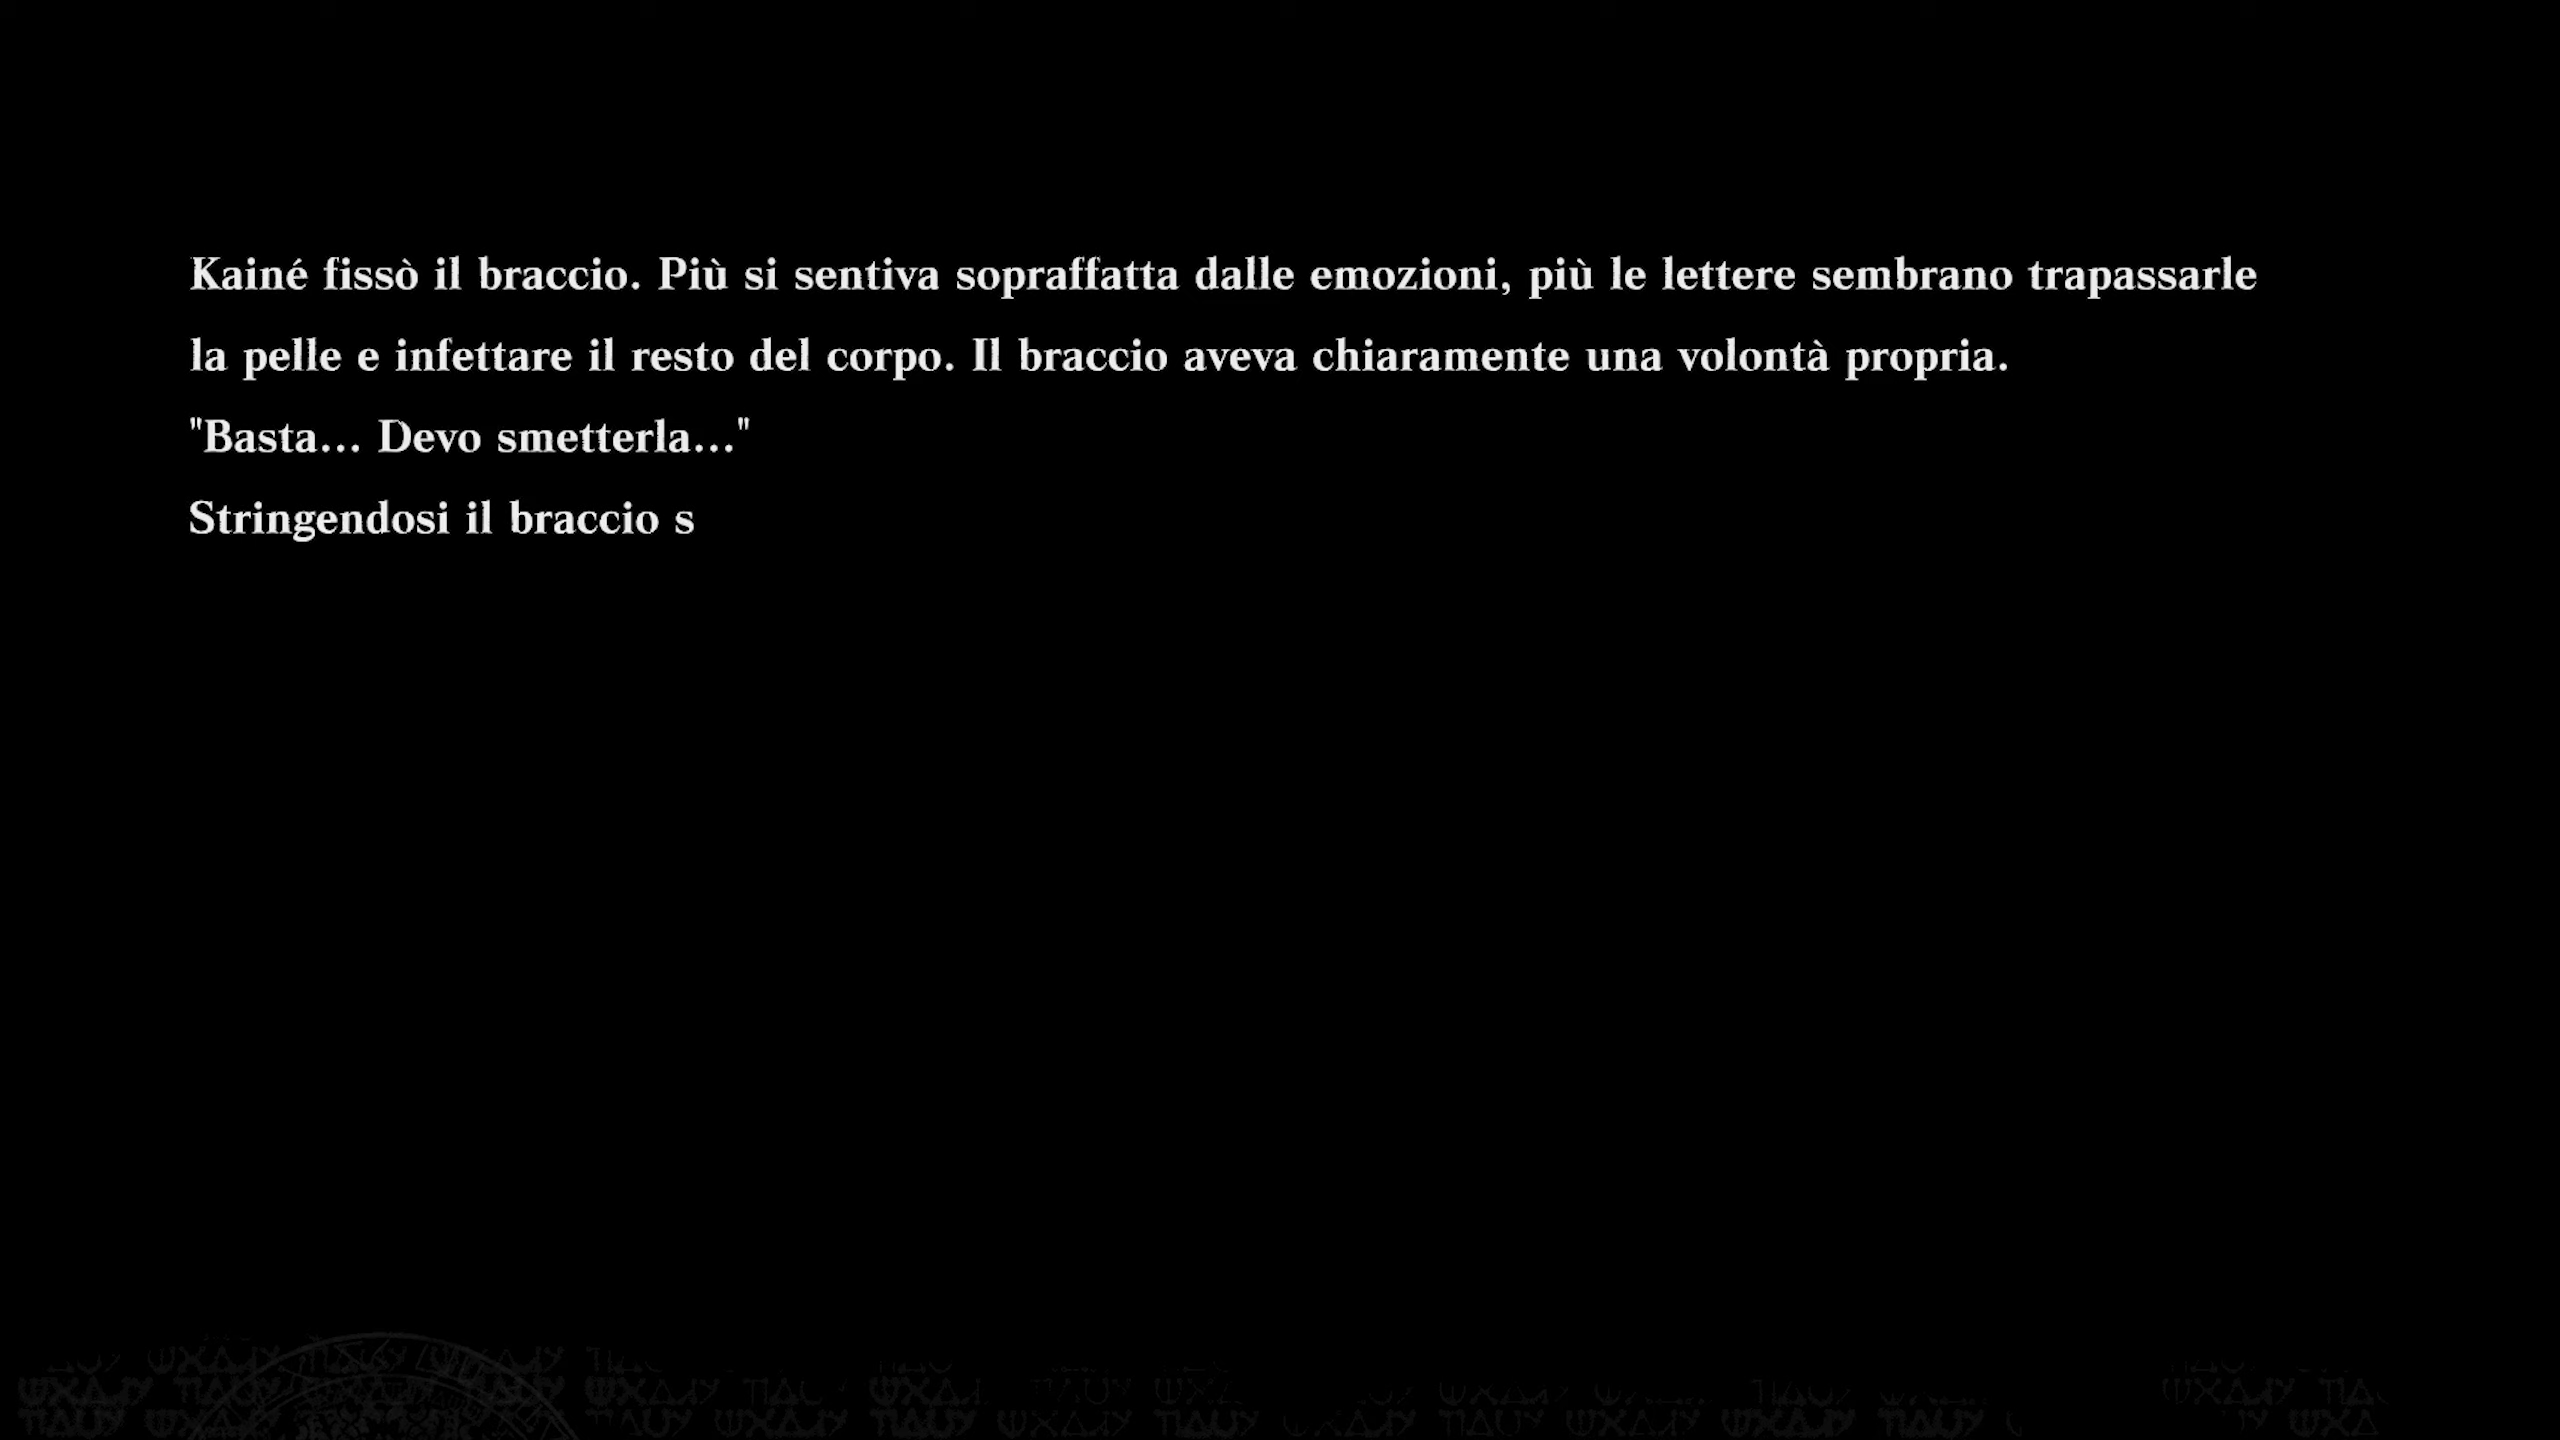 Kainé fissò il braccio. Più si sentiva sopraffatta dalle emozioni, più le lettere sembrano trapassarle
la pelle e infettare il resto del corpo. Il braccio aveva chiaramente una volontà propria.
"Basta... Devo smetterla..."
Stringendosi il braccio s